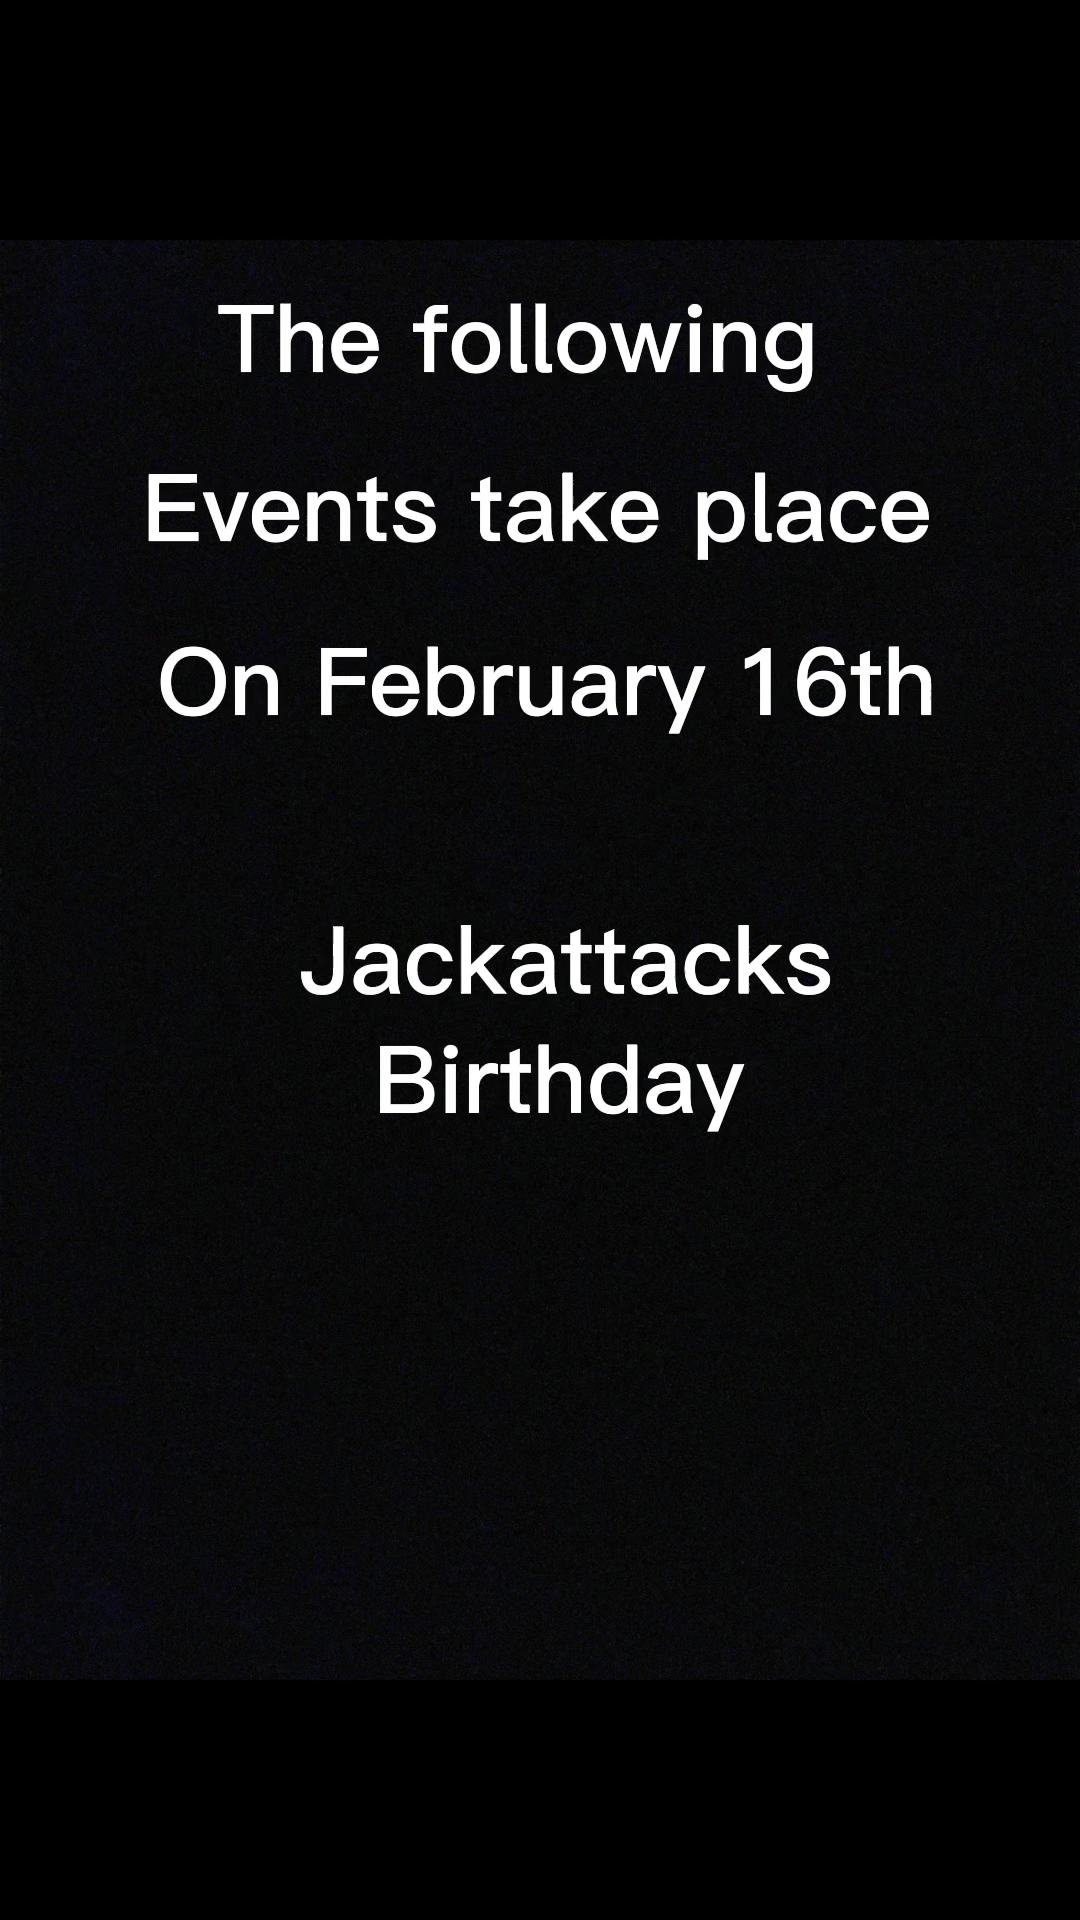 The following
Events take place
On February 16th
Jackattacks
Birthday